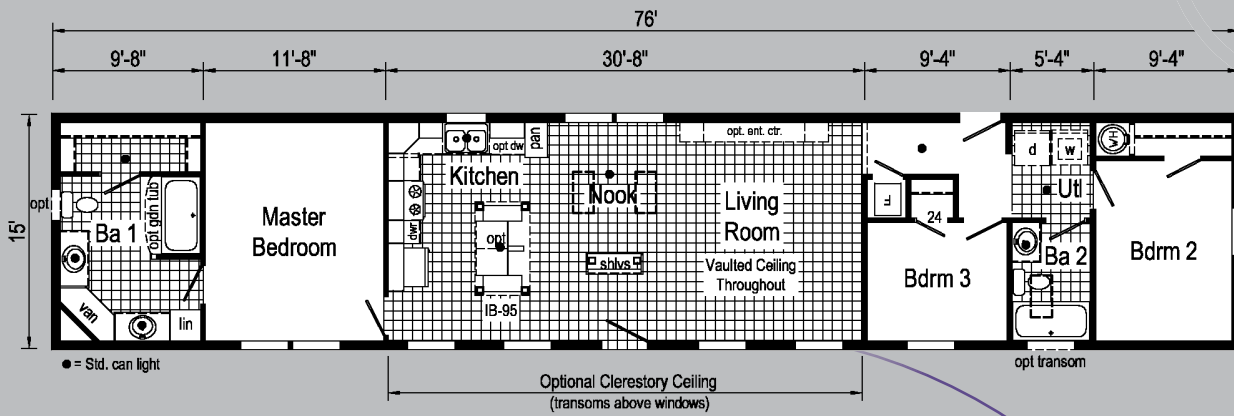 76'
9'-8" 11'-8" 30'-8" 9'-4" 5'-4" 9'-4"
15'
opt
Ba 1
opt gdn tub
van
lin
Master
Bedroom
opt dw
pan
Kitchen
dwr
opt
IB-95
Nook
shlvs
opt. ent. ctr.
Living
Room
Vaulted Ceiling
Throughout
F
24
Bdrm 3
d w
Utl
Ba 2
WH
Bdrm 2
● = Std. can light
opt transom
Optional Clerestory Ceiling
(transoms above windows)